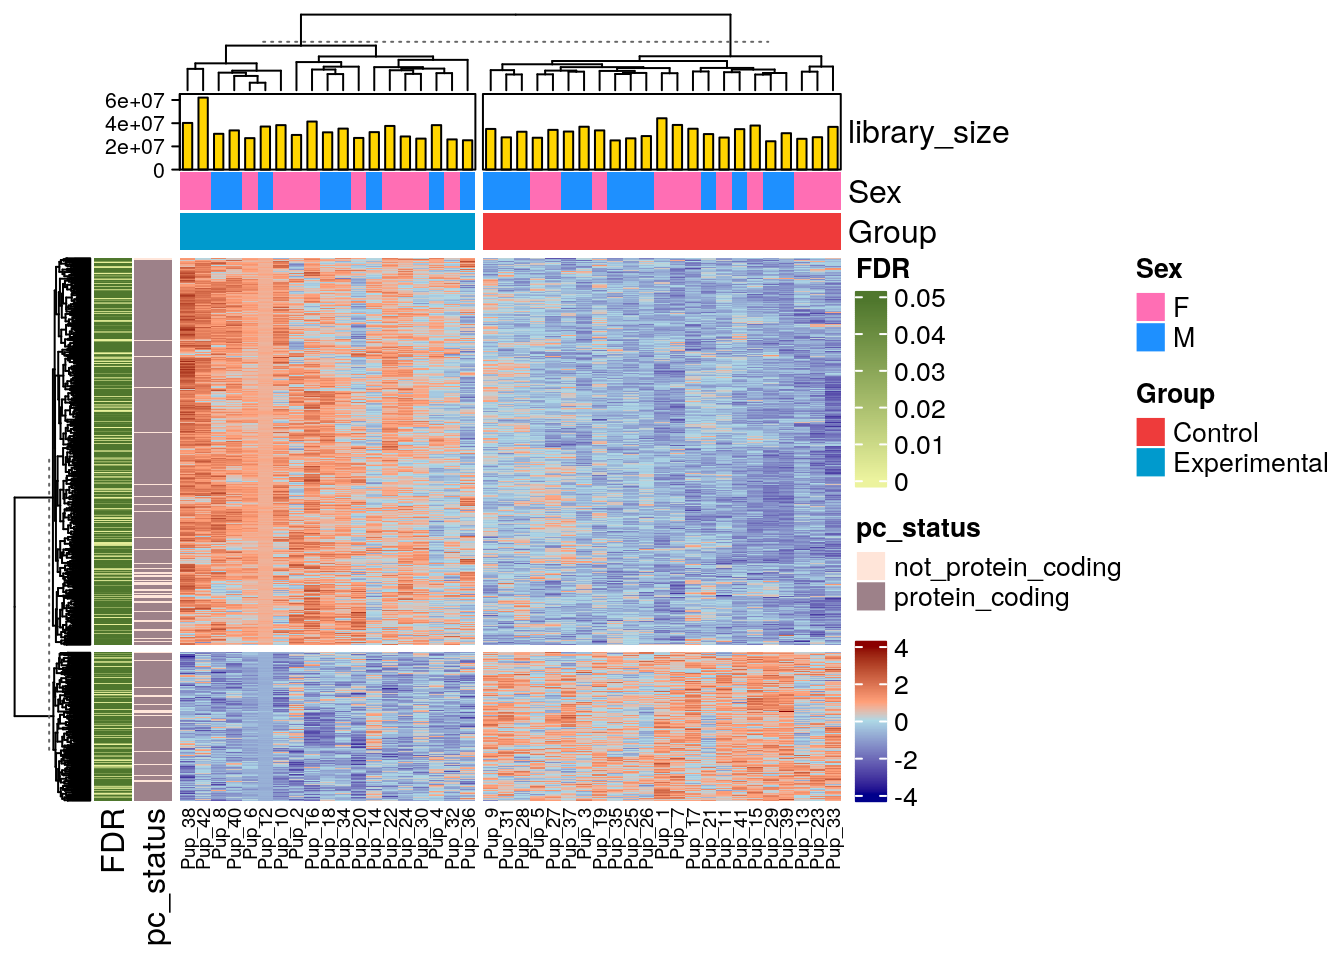 6e+07
4e+07
2e+07
0
library_size
Sex
Group
FDR
0.05
0.04
0.03
0.02
0.01
0
pc_status
not_protein_coding
protein_coding
4
2
0
-2
-4
Sex
F
M
Group
Control
Experimental
FDR
pc_status
Pup_38
Pup_42
Pup_8
Pup_40
Pup_6
Pup_12
Pup_10
Pup_2
Pup_16
Pup_18
Pup_34
Pup_20
Pup_14
Pup_22
Pup_24
Pup_30
Pup_4
Pup_32
Pup_36
Pup_9
Pup_31
Pup_28
Pup_5
Pup_27
Pup_37
Pup_3
Pup_19
Pup_35
Pup_25
Pup_26
Pup_1
Pup_7
Pup_17
Pup_21
Pup_11
Pup_41
Pup_15
Pup_29
Pup_39
Pup_13
Pup_23
Pup_33